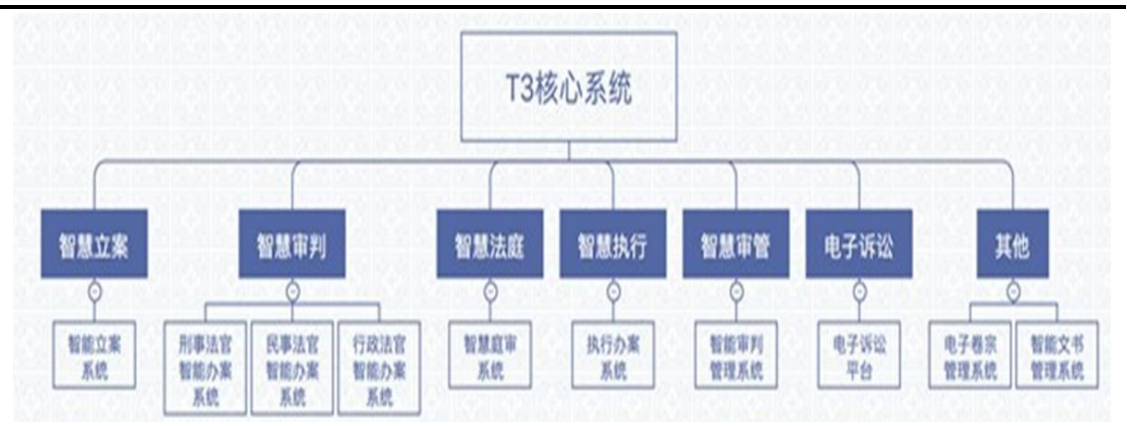 T3核心系统
智慧立案
智慧审判
智慧法庭
智慧执行
智慧审管
电子诉讼
其他
智能立案
系统
刑事法官
智能办案
系统
民事法官
智能办案
系统
行政法官
智能办案
系统
智慧庭审
系统
执行办案
系统
智能审判
管理系统
电子诉讼
平台
电子卷宗
管理系统
智能文书
管理系统